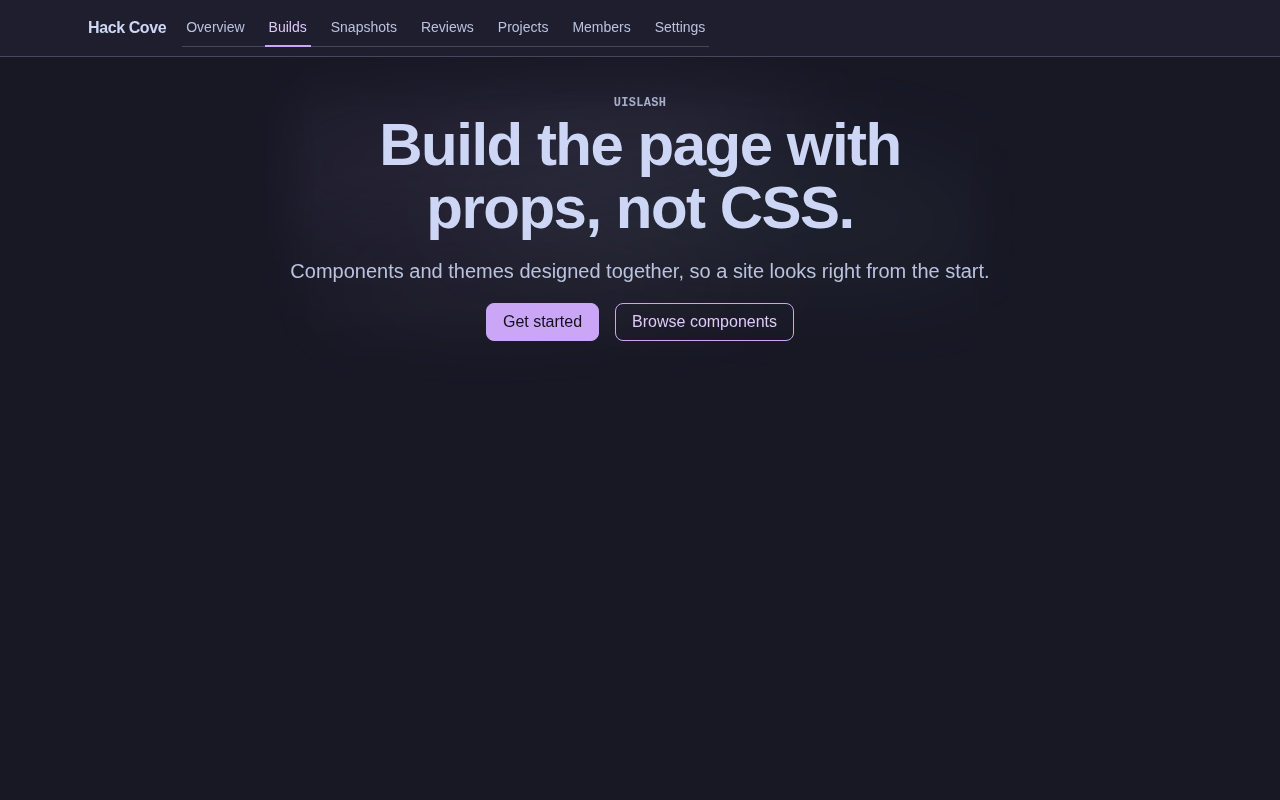 Hack Cove Overview Builds Snapshots Reviews Projects Members Settings
UISLASH
Build the page with
props, not CSS.
Components and themes designed together, so a site looks right from the start.
Get started Browse components